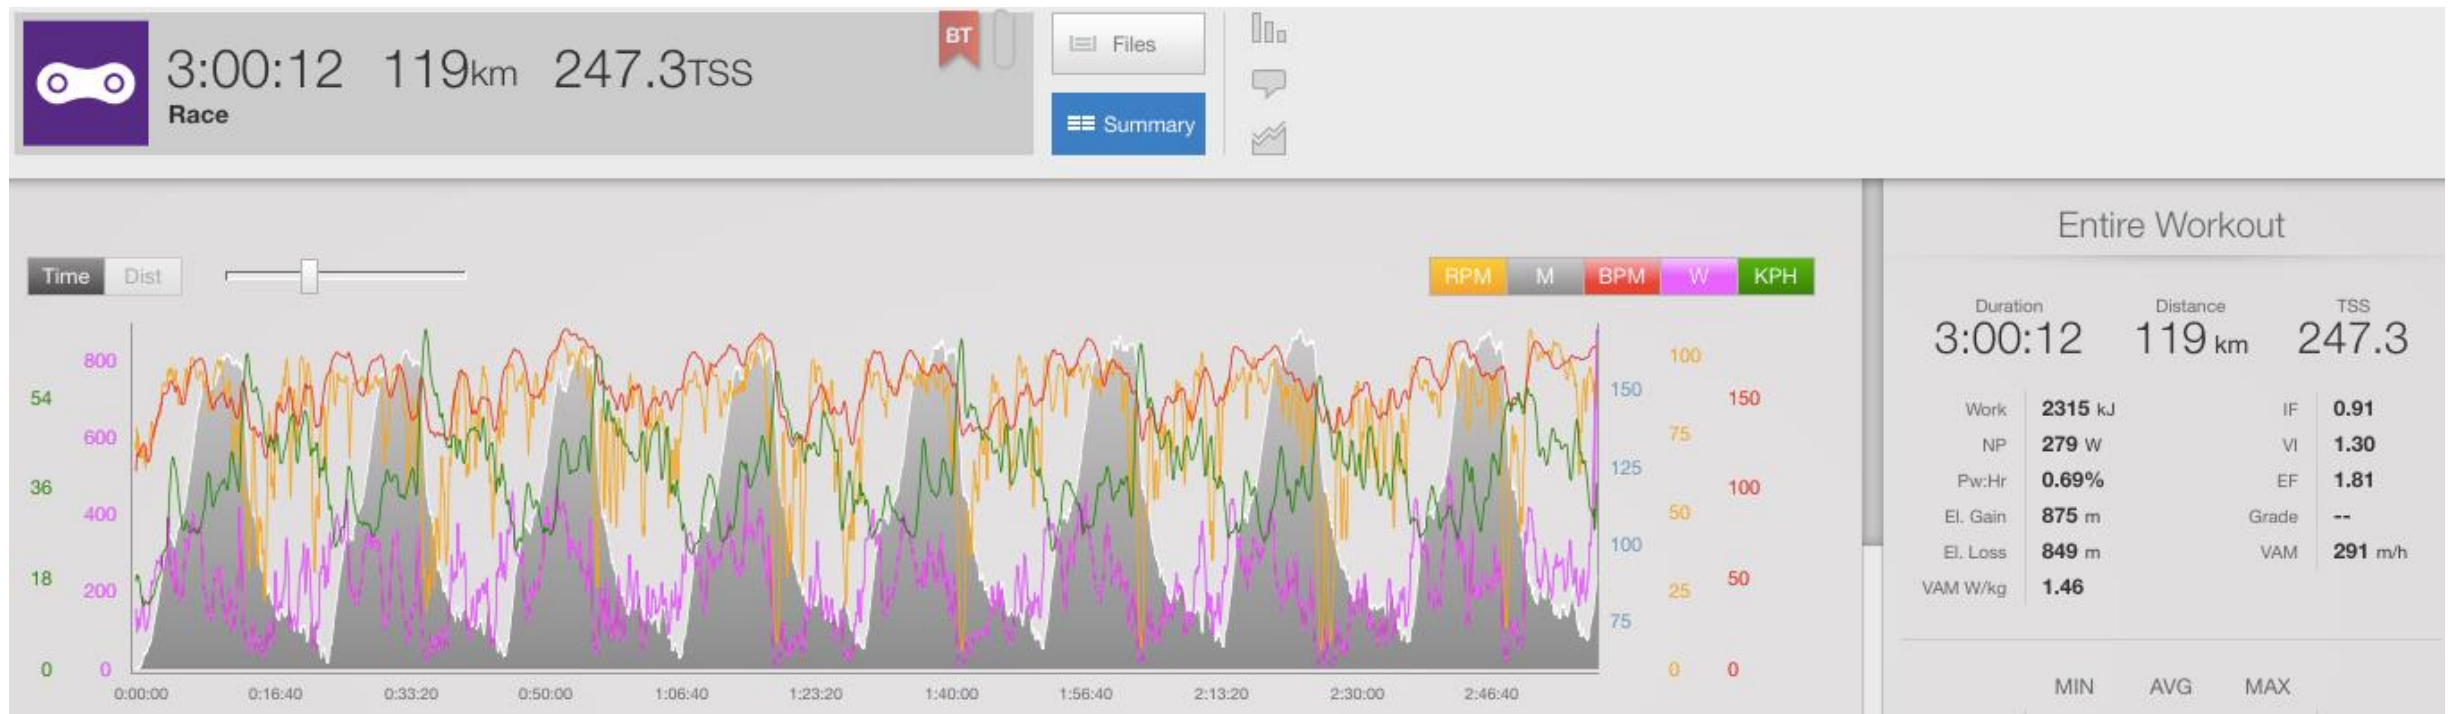 BT
3:00:12 119km 247.3TSS
Race
Files
Summary
Time Dist
RPM M BPM W KPH
800
600
400
200
0
54
36
18
0
150
125
100
75
100
75
50
25
0
150
100
50
0
0:00:00 0:16:40 0:33:20 0:50:00 1:06:40 1:23:20 1:40:00 1:56:40 2:13:20 2:30:00 2:46:40
Entire Workout
Duration Distance TSS
3:00:12 119 km 247.3
Work 2315 kJ IF 0.91
NP 279 W VI 1.30
Pw:Hr 0.69% EF 1.81
El. Gain 875 m Grade --
El. Loss 849 m VAM 291 m/h
VAM W/kg 1.46
MIN AVG MAX